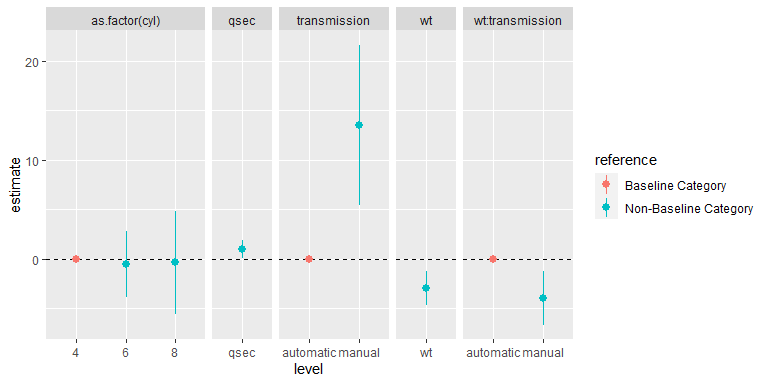 as.factor(cyl) qsec transmission wt wt:transmission
20
10
0
estimate
4 6 8 qsec automatic manual wt automatic manual
level
reference
Baseline Category
Non-Baseline Category